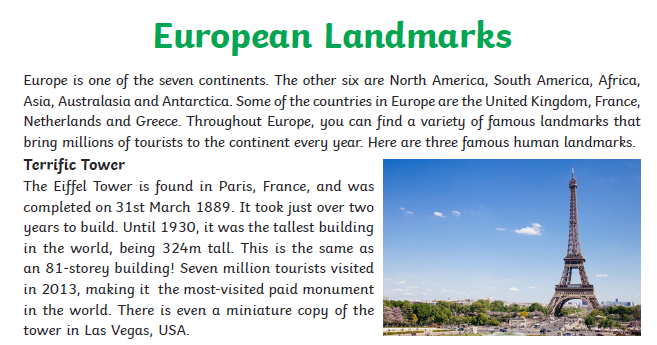 European Landmarks
Europe is one of the seven continents. The other six are North America, South America, Africa,
Asia, Australasia and Antarctica. Some of the countries in Europe are the United Kingdom, France,
Netherlands and Greece. Throughout Europe, you can find a variety of famous landmarks that
bring millions of tourists to the continent every year. Here are three famous human landmarks.
Terrific Tower
The Eiffel Tower is found in Paris, France, and was
completed on 31st March 1889. It took just over two
years to build. Until 1930, it was the tallest building
in the world, being 324m tall. This is the same as
an 81-storey building! Seven million tourists visited
in 2013, making it the most-visited paid monument
in the world. There is even a miniature copy of the
tower in Las Vegas, USA.